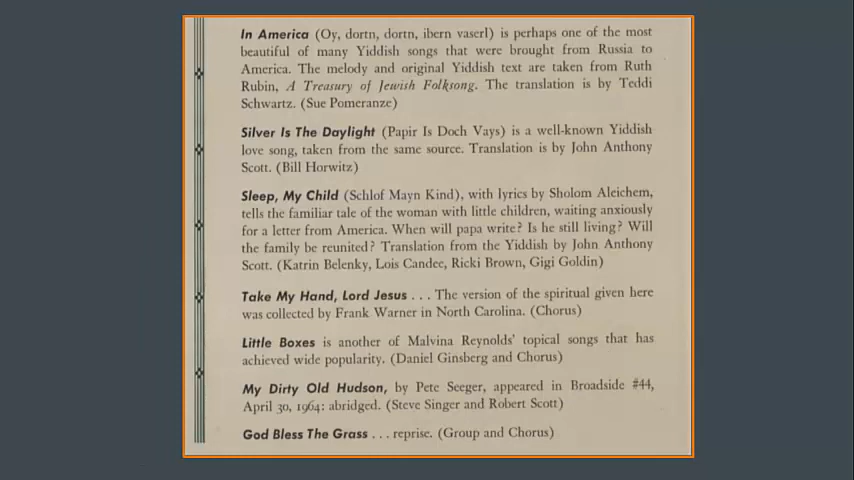 In America (Oy, dortn, dortn, ibern vaserl) is perhaps one of the most
beautiful of many Yiddish songs that were brought from Russia to
America. The melody and original Yiddish text are taken from Ruth
Rubin, A Treasury of Jewish Folksong. The translation is by Teddi
Schwartz. (Sue Pomeranze)
Silver Is The Daylight (Papir Is Doch Vays) is a well-known Yiddish
love song, taken from the same source. Translation is by John Anthony
Scott. (Bill Horwitz)
Sleep, My Child (Schlof Mayn Kind), with lyrics by Sholom Aleichem,
tells the familiar tale of the woman with little children, waiting anxiously
for a letter from America. When will papa write? Is he still living? Will
the family be reunited? Translation from the Yiddish by John Anthony
Scott. (Katrin Belenky, Lois Candee, Ricki Brown, Gigi Goldin)
Take My Hand, Lord Jesus . . . The version of the spiritual given here
was collected by Frank Warner in North Carolina. (Chorus)
Little Boxes is another of Malvina Reynolds' topical songs that has
achieved wide popularity. (Daniel Ginsberg and Chorus)
My Dirty Old Hudson, by Pete Seeger, appeared in Broadside #44,
April 30, 1964: abridged. (Steve Singer and Robert Scott)
God Bless The Grass . . . reprise. (Group and Chorus)